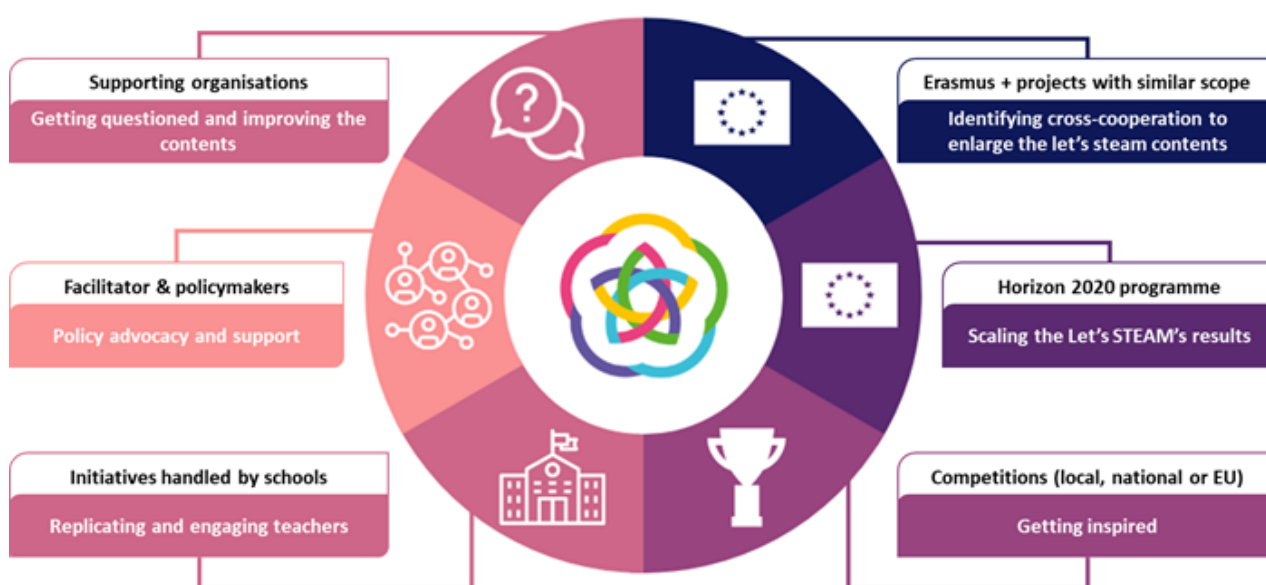 Supporting organisations
Getting questioned and improving the
contents
Erasmus + projects with similar scope
Identifying cross-cooperation to
enlarge the let's steam contents
?
Facilitator & policymakers
Policy advocacy and support
Horizon 2020 programme
Scaling the Let's STEAM's results
Initiatives handled by schools
Replicating and engaging teachers
Competitions (local, national or EU)
Getting inspired